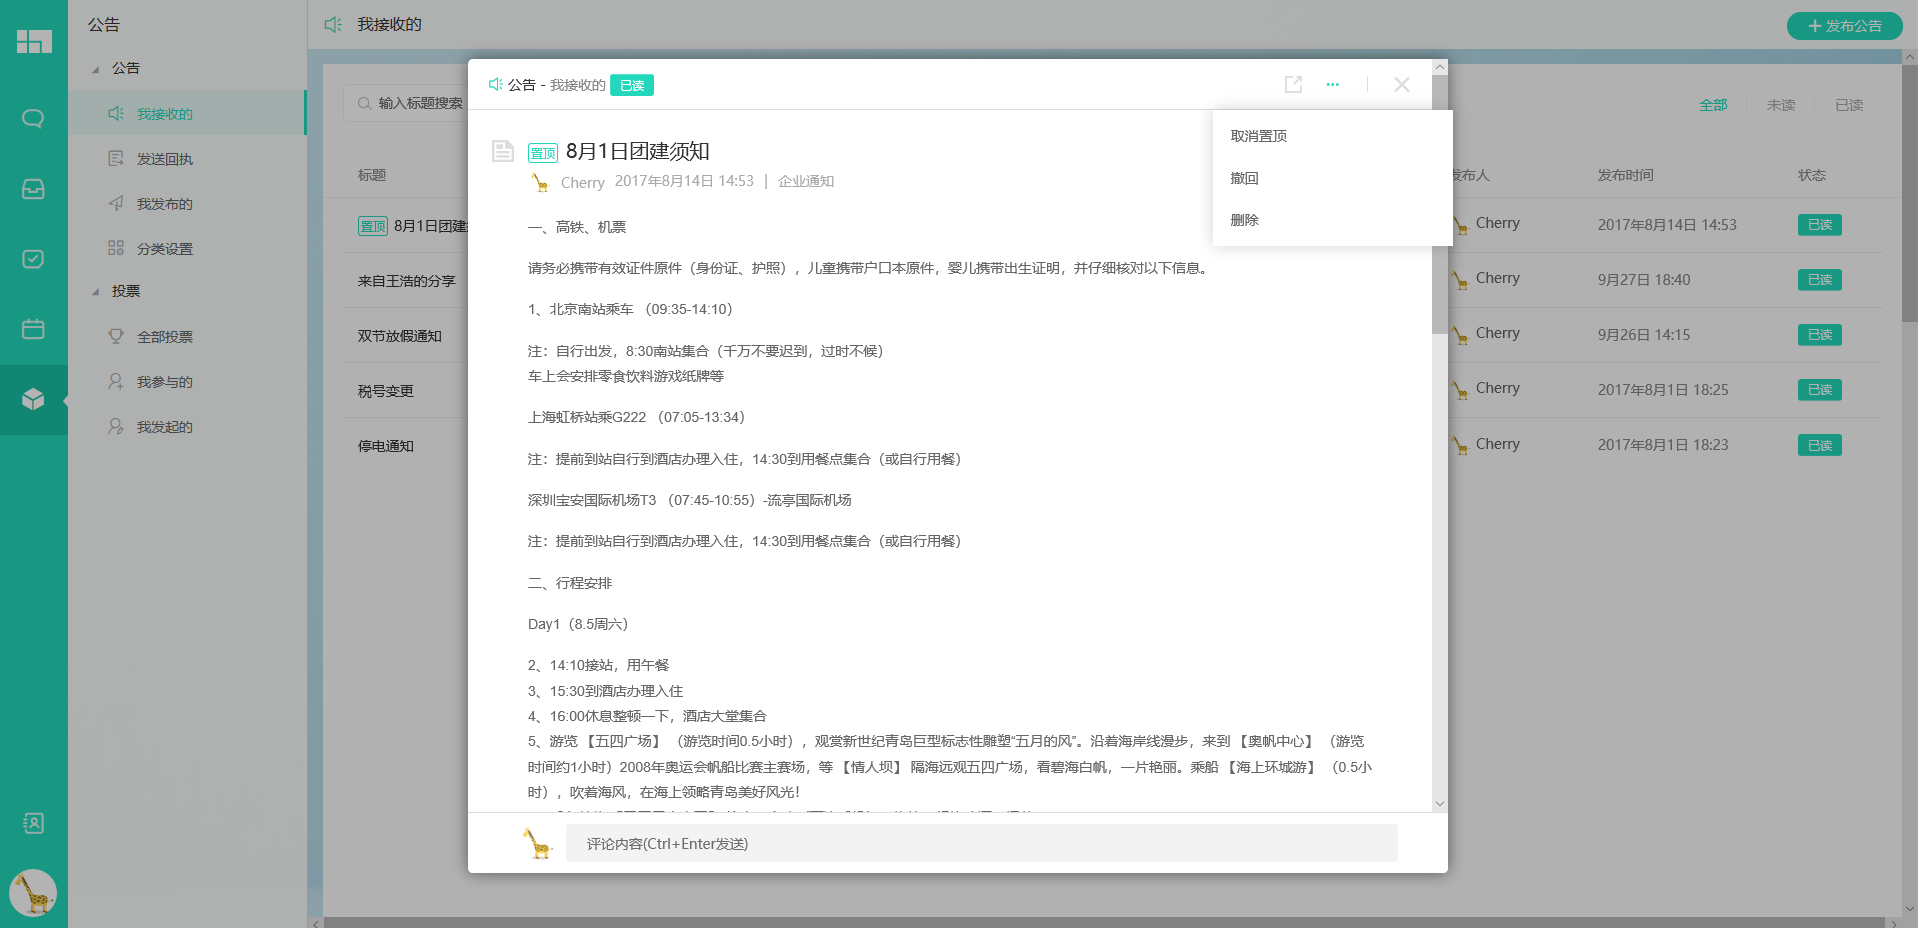 公告
公告
我接收的
发送回执
我发布的
分类设置
投票
全部投票
我参与的
我发起的
我接收的
发布公告
输入标题搜索
全部
未读
已读
标题
发布人
发布时间
状态
置顶 8月1日团建
Cherry 2017年8月14日 14:53 已读
来自王浩的分享
Cherry 9月27日 18:40 已读
双节放假通知
Cherry 9月26日 14:15 已读
税号变更
Cherry 2017年8月1日 18:25 已读
停电通知
Cherry 2017年8月1日 18:23 已读
公告 - 我接收的 已读
取消置顶
撤回
删除
置顶 8月1日团建须知
Cherry 2017年8月14日 14:53 | 企业通知
一、高铁、机票
请务必携带有效证件原件（身份证、护照），儿童携带户口本原件，婴儿携带出生证明，并仔细核对以下信息。
1、北京南站乘车 （09:35-14:10）
注：自行出发，8:30南站集合（千万不要迟到，过时不候）
车上会安排零食饮料游戏纸牌等
上海虹桥站乘G222 （07:05-13:34）
注：提前到站自行到酒店办理入住，14:30到用餐点集合（或自行用餐）
深圳宝安国际机场T3 （07:45-10:55）-流亭国际机场
注：提前到站自行到酒店办理入住，14:30到用餐点集合（或自行用餐）
二、行程安排
Day1（8.5周六）
2、14:10接站，用午餐
3、15:30到酒店办理入住
4、16:00休息整顿一下，酒店大堂集合
5、游览 【五四广场】 （游览时间0.5小时），观赏新世纪青岛巨型标志性雕塑“五月的风”。沿着海岸线漫步，来到 【奥帆中心】 （游览
时间约1小时）2008年奥运会帆船比赛主赛场，等 【情人坝】 隔海远观五四广场，看碧海白帆，一片艳丽。乘船 【海上环城游】 （0.5小
时），吹着海风，在海上领略青岛美好风光！
评论内容(Ctrl+Enter发送)